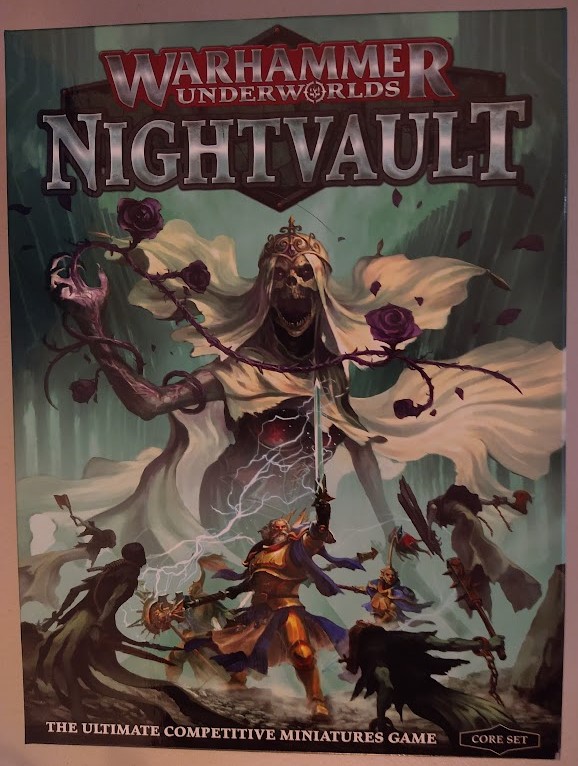 WARHAMMER
UNDERWORLDS
NIGHTVAULT
THE ULTIMATE COMPETITIVE MINIATURES GAME
CORE SET